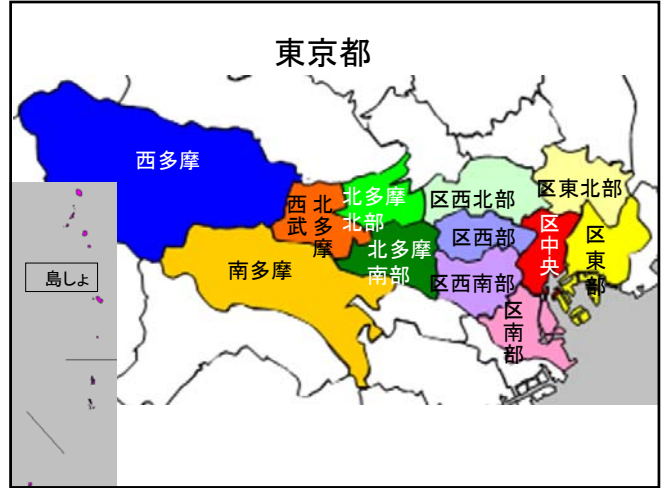 東京都
西多摩
北多摩
西武
北多摩
北部
北多摩
南部
南多摩
区西北部
区東北部
区西部
区中央
区東部
区西南部
区南部
島しょ